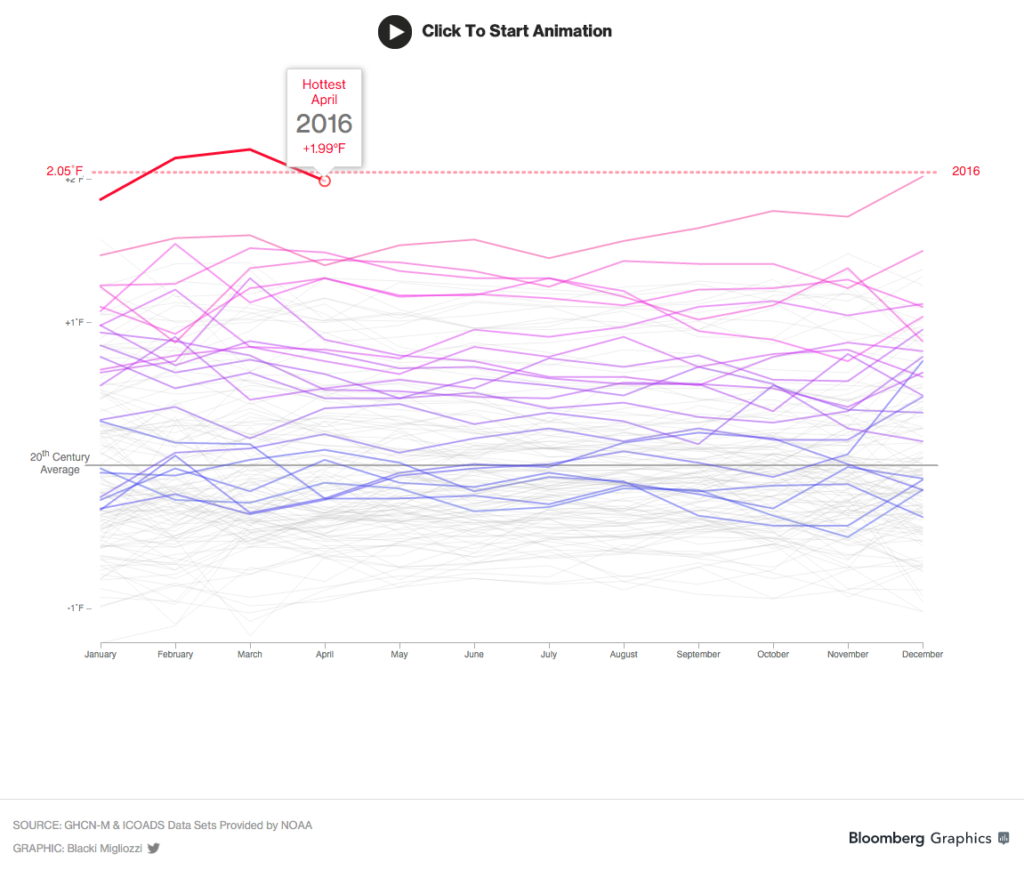 Click To Start Animation
Hottest
April
2016
+1.99°F
2.05°F
2016
+2°F
+1°F
20th Century
Average
-1°F
January February March April May June July August September October November December
SOURCE: GHCN-M & ICOADS Data Sets Provided by NOAA
GRAPHIC: Blacki Migliozzi
Bloomberg Graphics